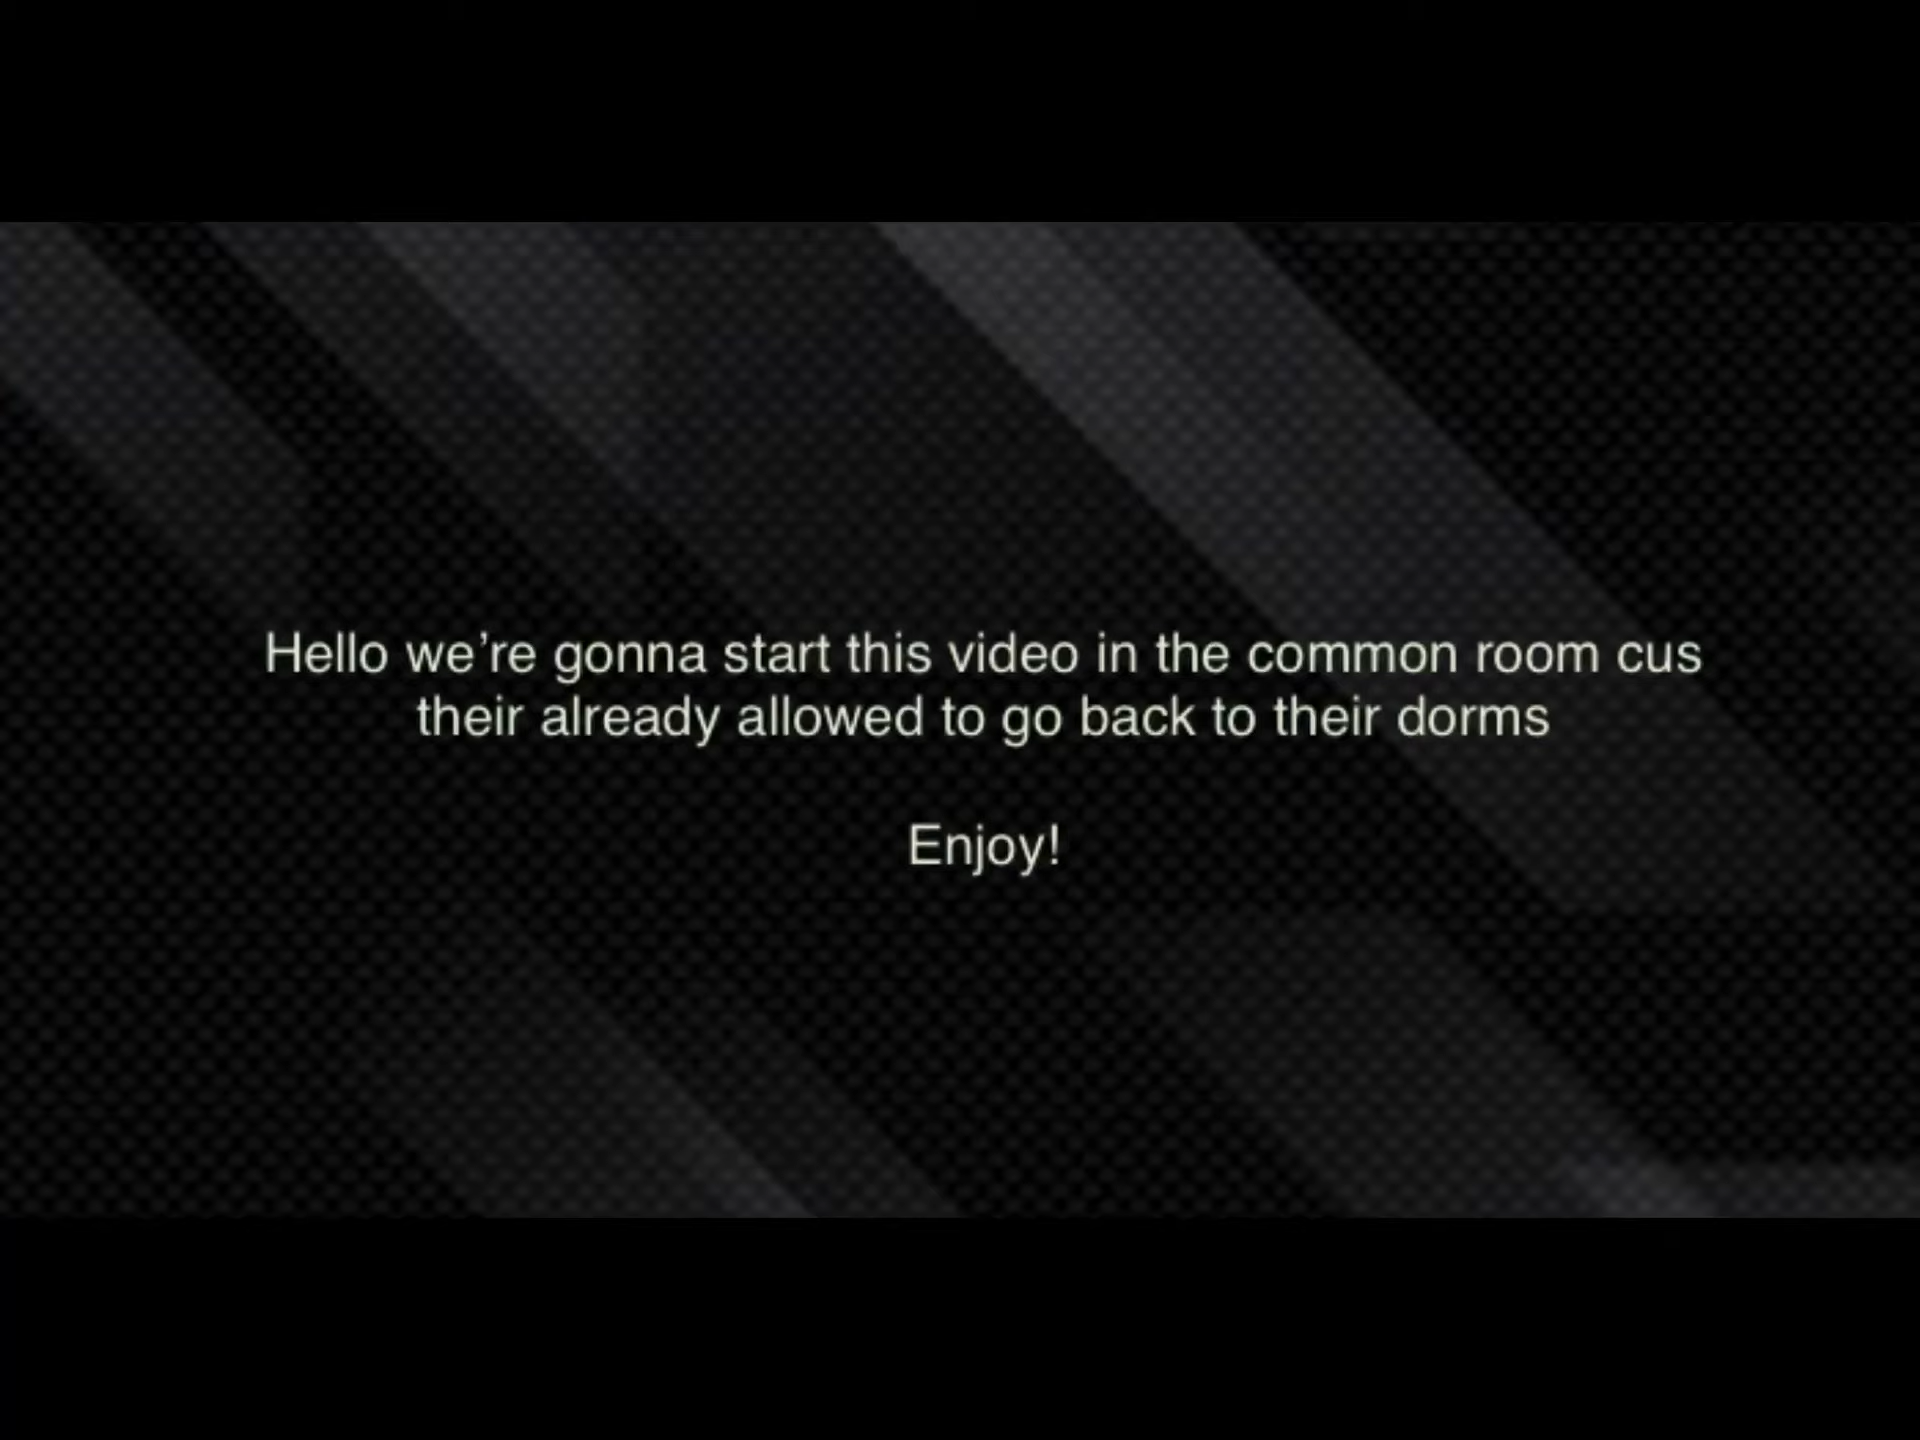 Hello we're gonna start this video in the common room cus
their already allowed to go back to their dorms
Enjoy!